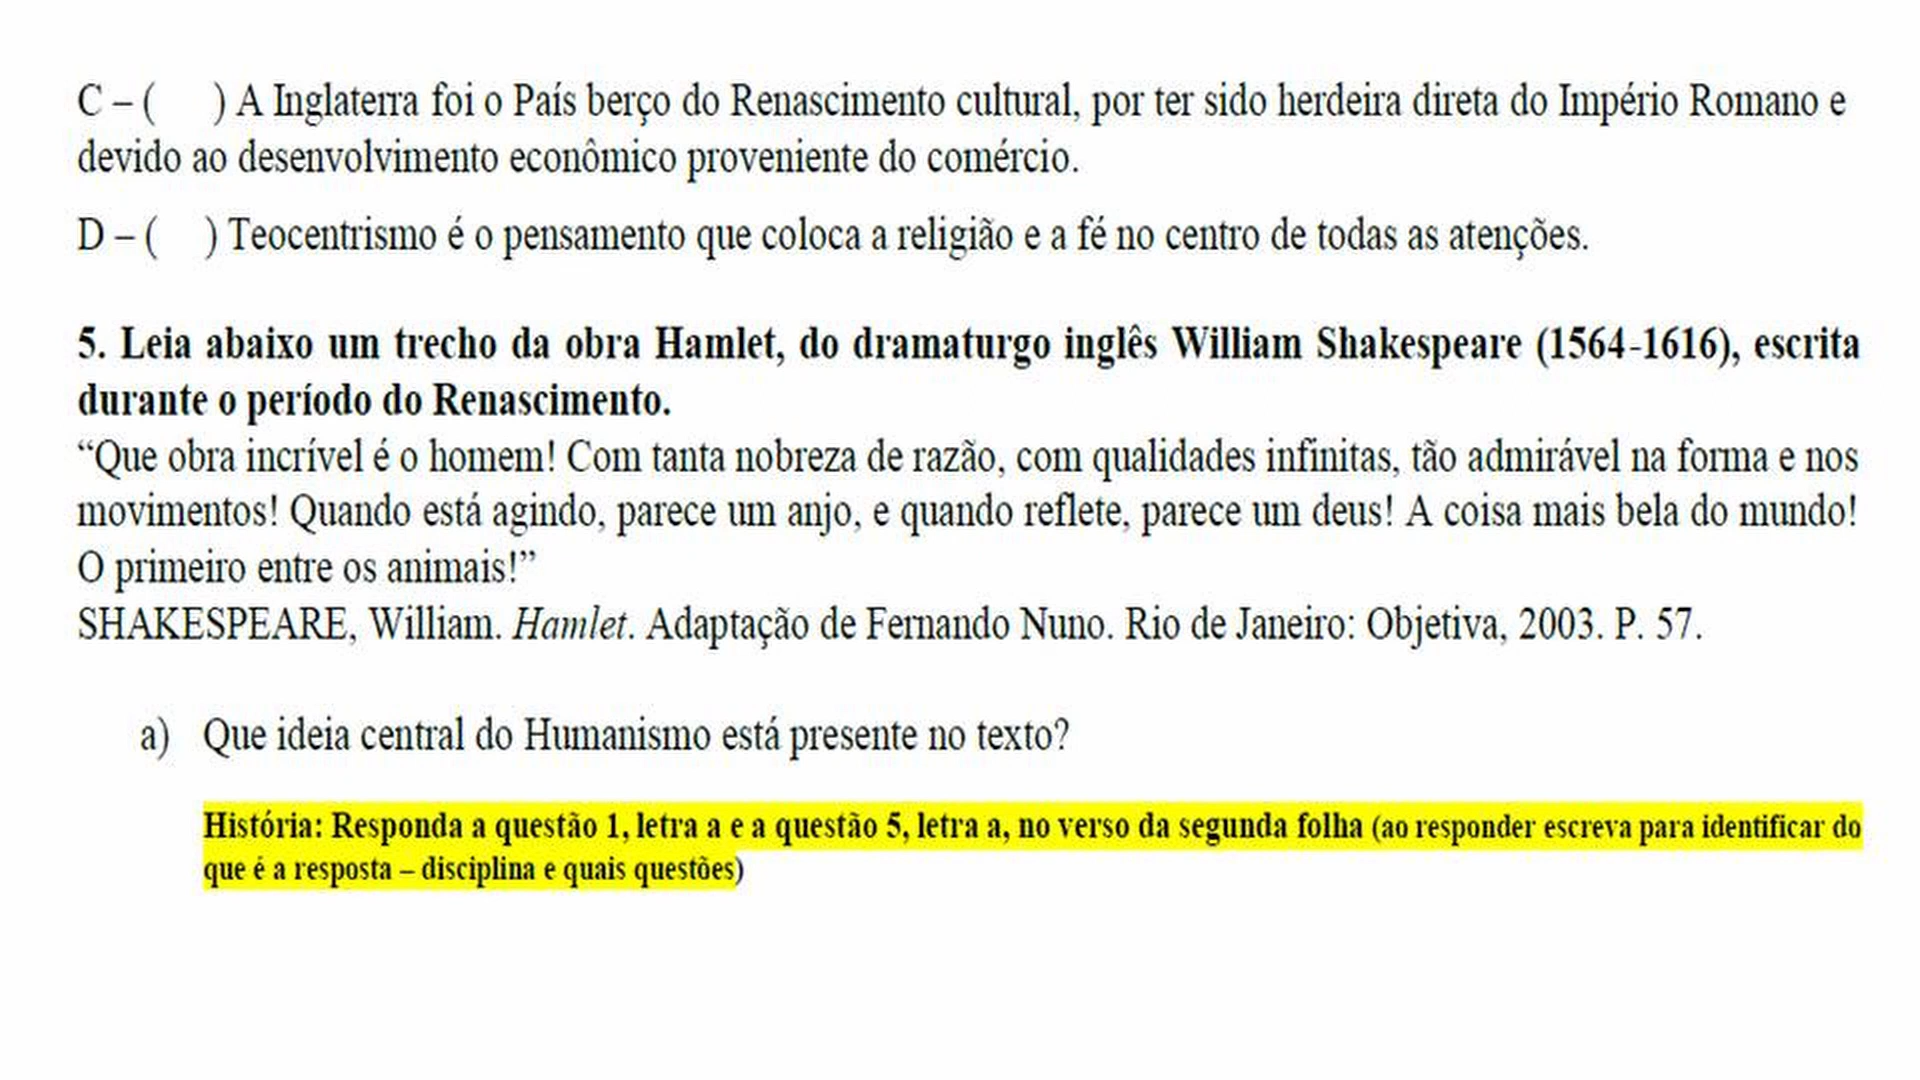 C – (     ) A Inglaterra foi o País berço do Renascimento cultural, por ter sido herdeira direta do Império Romano e
devido ao desenvolvimento econômico proveniente do comércio.
D – (    ) Teocentrismo é o pensamento que coloca a religião e a fé no centro de todas as atenções.
5. Leia abaixo um trecho da obra Hamlet, do dramaturgo inglês William Shakespeare (1564-1616), escrita
durante o período do Renascimento.
“Que obra incrível é o homem! Com tanta nobreza de razão, com qualidades infinitas, tão admirável na forma e nos
movimentos! Quando está agindo, parece um anjo, e quando reflete, parece um deus! A coisa mais bela do mundo!
O primeiro entre os animais!”
SHAKESPEARE, William. Hamlet. Adaptação de Fernando Nuno. Rio de Janeiro: Objetiva, 2003. P. 57.
a) Que ideia central do Humanismo está presente no texto?
História: Responda a questão 1, letra a e a questão 5, letra a, no verso da segunda folha (ao responder escreva para identificar do
que é a resposta – disciplina e quais questões)